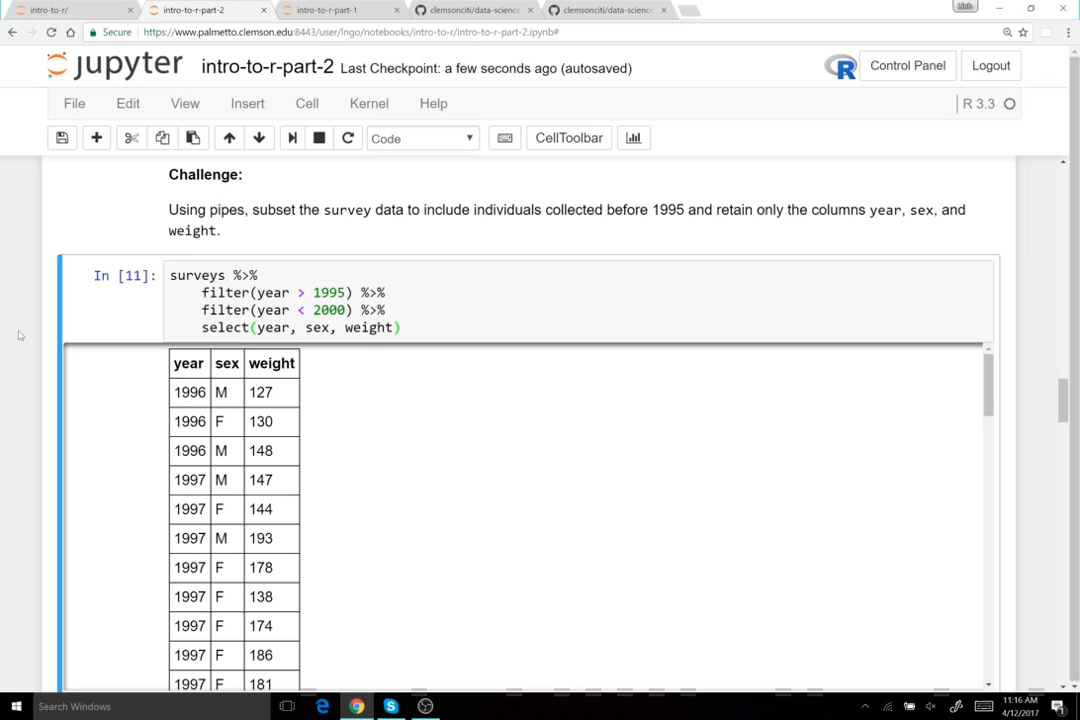 intro-to-r/
intro-to-r-part-2
intro-to-r-part-1
clemsonciti/data-science
clemsonciti/data-science
Secure
https://www.palmetto.clemson.edu:8443/user/lngo/notebooks/intro-to-r/intro-to-r-part-2.ipynb#
jupyter
intro-to-r-part-2
Last Checkpoint: a few seconds ago (autosaved)
R
Control Panel
Logout
File
Edit
View
Insert
Cell
Kernel
Help
R 3.3
Code
CellToolbar
Challenge:
Using pipes, subset the survey data to include individuals collected before 1995 and retain only the columns year, sex, and
weight.
In [11]:
surveys %>%
filter(year > 1995) %>%
filter(year < 2000) %>%
select(year, sex, weight)
year sex weight
1996 M 127
1996 F 130
1996 M 148
1997 M 147
1997 F 144
1997 M 193
1997 F 178
1997 F 138
1997 F 174
1997 F 186
1997 F 181
Search Windows
11:16 AM
4/12/2017